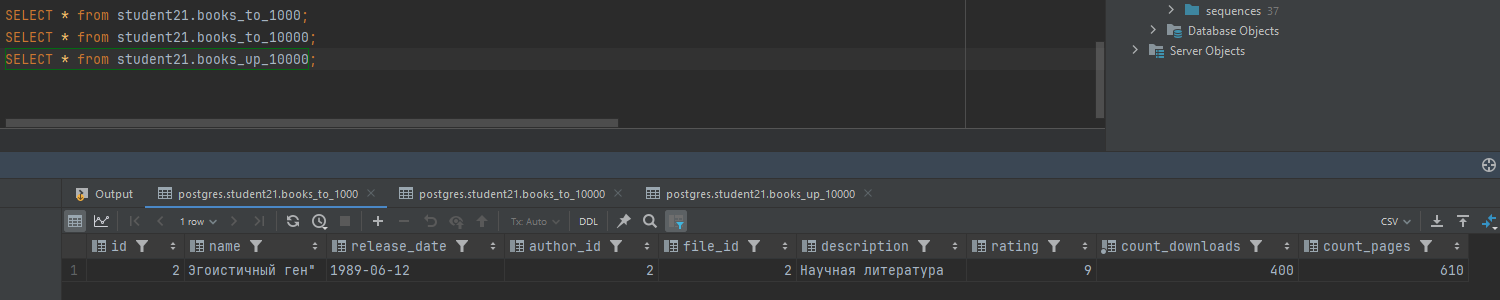 SELECT * from student21.books_to_1000;
SELECT * from student21.books_to_10000;
SELECT * from student21.books_up_10000;
sequences 37
Database Objects
Server Objects
Output postgres.student21.books_to_1000 postgres.student21.books_to_10000 postgres.student21.books_up_10000
1 row Tx: Auto DDL CSV
id name release_date author_id file_id description rating count_downloads count_pages
1 2 Эгоистичный ген" 1989-06-12 2 2 Научная литература 9 400 610